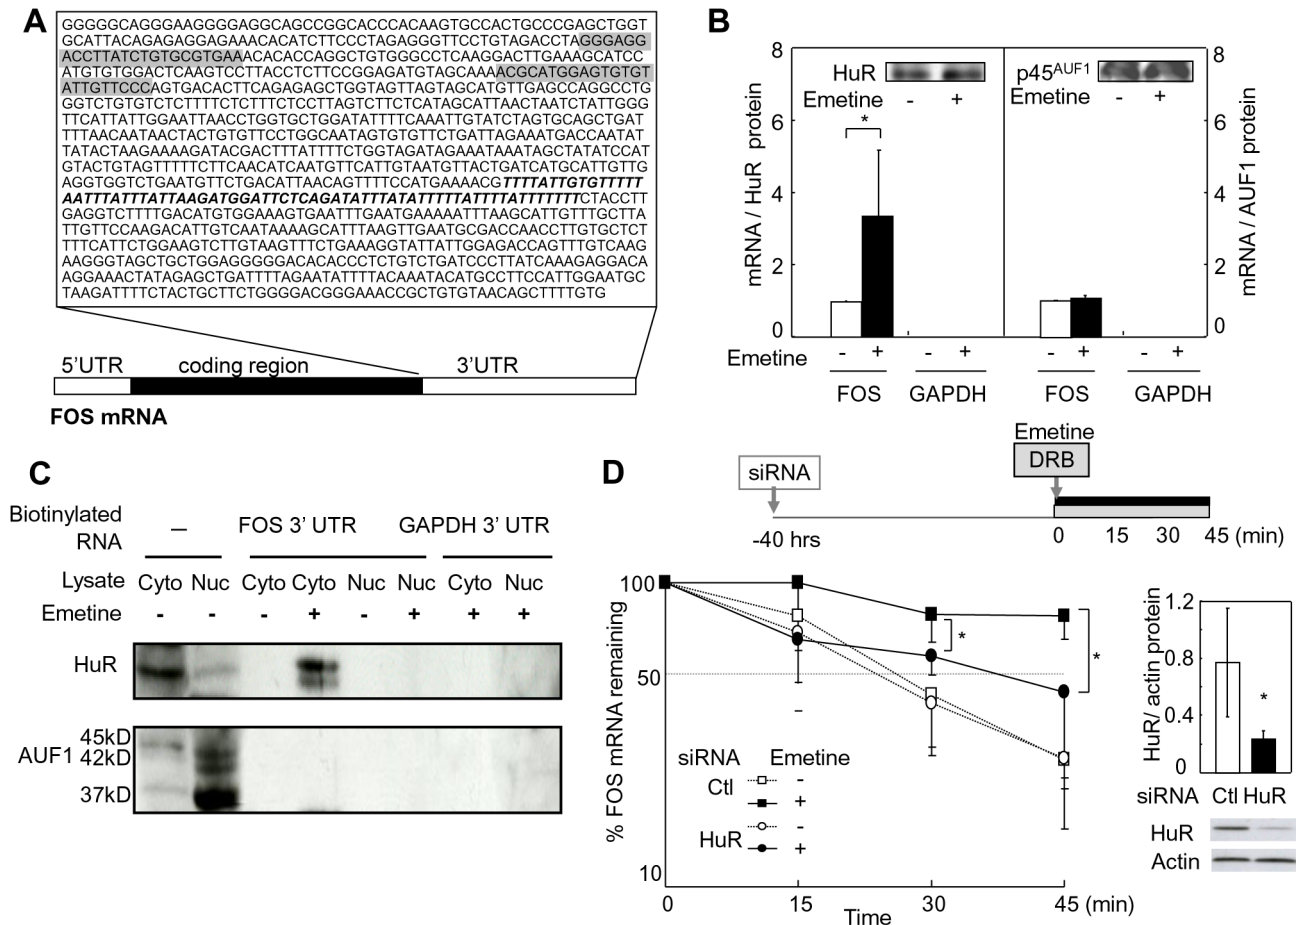 A
GGGGGCAGGGAAGGGGAGGCAGCCGGCACCCACAAGTGCCACTGCCCGAGCTGGT
GCATTACAGAGAGGAGAAACACATCTTCCCTAGAGGGTTCCTGTAGACCTAGGGAGG
ACCTTATCTGTGCGTGAAACACACCAGGCTGTGGGCCTCAAGGACTTGAAAGCATCC
ATGTGTGGACTCAAGTCCTTACCTCTTCCGGAGATGTAGCAAAACGCATGGAGTGTGT
ATTGTTCCCAGTGACACTTCAGAGAGCTGGTAGTTAGTAGCATGTTGAGCCAGGCCTG
GGTCTGTGTCTCTTTTCTCTTTCTCCTTAGTCTTCTCATAGCATTAACTAATCTATTGGG
TTCATTATTGGAATTAACCTGGTGCTGGATATTTTCAAATTGTATCTAGTGCAGCTGAT
TTTAACAATAACTACTGTGTTCCTGGCAATAGTGTGTTCTGATTAGAAATGACCAATAT
TATACTAAGAAAAGATACGACTTTATTTTCTGGTAGATAGAAATAAATAGCTATATCCAT
GTACTGTAGTTTTTCTTCAACATCAATGTTCATTGTAATGTTACTGATCATGCATTGTTG
AGGTGGTCTGAATGTTCTGACATTAACAGTTTTCCATGAAAACGTTTTATTGTGTTTTT
AATTTATTTATTAAGATGGATTCTCAGATATTTATATTTTTATTTTATTTTTTTCTACCTT
GAGGTCTTTTGACATGTGGAAAGTGAATTTGAATGAAAAATTTAAGCATTGTTTGCTTA
TTGTTCCAAGACATTGTCAATAAAAGCATTTAAGTTGAATGCGACCAACCTTGTGCTCT
TTTCATTCTGGAAGTCTTGTAAGTTTCTGAAAGGTATTATTGGAGACCAGTTTGTCAAG
AAGGGTAGCTGCTGGAGGGGGACACACCCTCTGTCTGATCCCTTATCAAAGAGGACA
AGGAAACTATAGAGCTGATTTTAGAATATTTTACAAATACATGCCTTCCATTGGAATGC
TAAGATTTTCTACTGCTTCTGGGGACGGGAAACCGCTGTGTAACAGCTTTTGTG
5’UTR coding region 3’UTR
FOS mRNA
B
8 8
HuR p45AUF1
Emetine - + Emetine - +
6 * 6
4 4
2 2
0 0
mRNA / HuR protein
mRNA / AUF1 protein
Emetine - + - + - + - +
FOS GAPDH FOS GAPDH
C
Biotinylated RNA – FOS 3’ UTR GAPDH 3’ UTR
Lysate Cyto Nuc Cyto Cyto Nuc Nuc Cyto Nuc
Emetine - - - + - + + +
HuR
AUF1
45kD
42kD
37kD
D
Emetine
siRNA DRB
-40 hrs 0 15 30 45 (min)
% FOS mRNA remaining
100
50
10
* *
siRNA Emetine
Ctl -
+
HuR -
+
0 15 30 45 (min)
Time
HuR/ actin protein
1.2
0.8
0.4
0
*
siRNA Ctl HuR
HuR
Actin